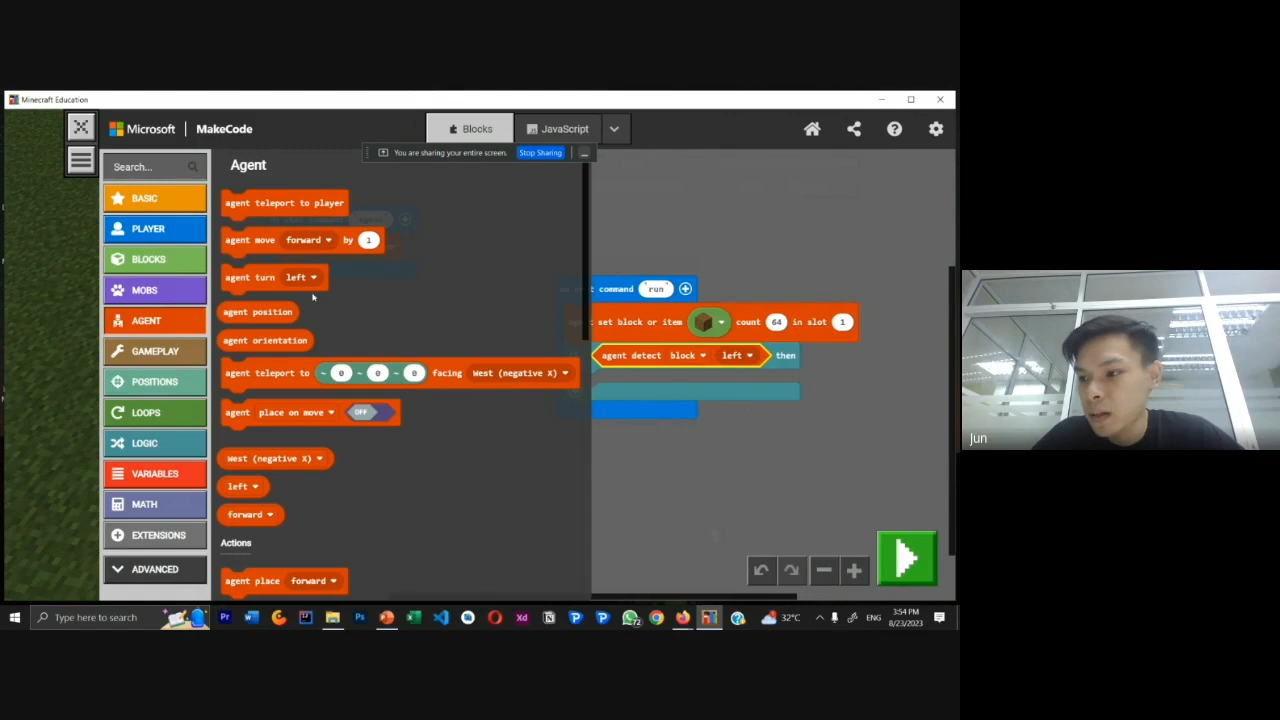 Minecraft Education
Microsoft | MakeCode
Blocks
JavaScript
You are sharing your entire screen.
Stop Sharing
Search...
BASIC
PLAYER
BLOCKS
MOBS
AGENT
GAMEPLAY
POSITIONS
LOOPS
LOGIC
VARIABLES
MATH
EXTENSIONS
ADVANCED
Agent
agent teleport to player
agent move forward by 1
agent turn left
agent position
agent orientation
agent teleport to ~ 0 ~ 0 ~ 0 facing West (negative X)
agent place on move OFF
West (negative X)
left
forward
Actions
agent place forward
command "run"
set block or item count 64 in slot 1
agent detect block left then
Jun
Type here to search
72
32°C
ENG
3:54 PM
8/23/2023